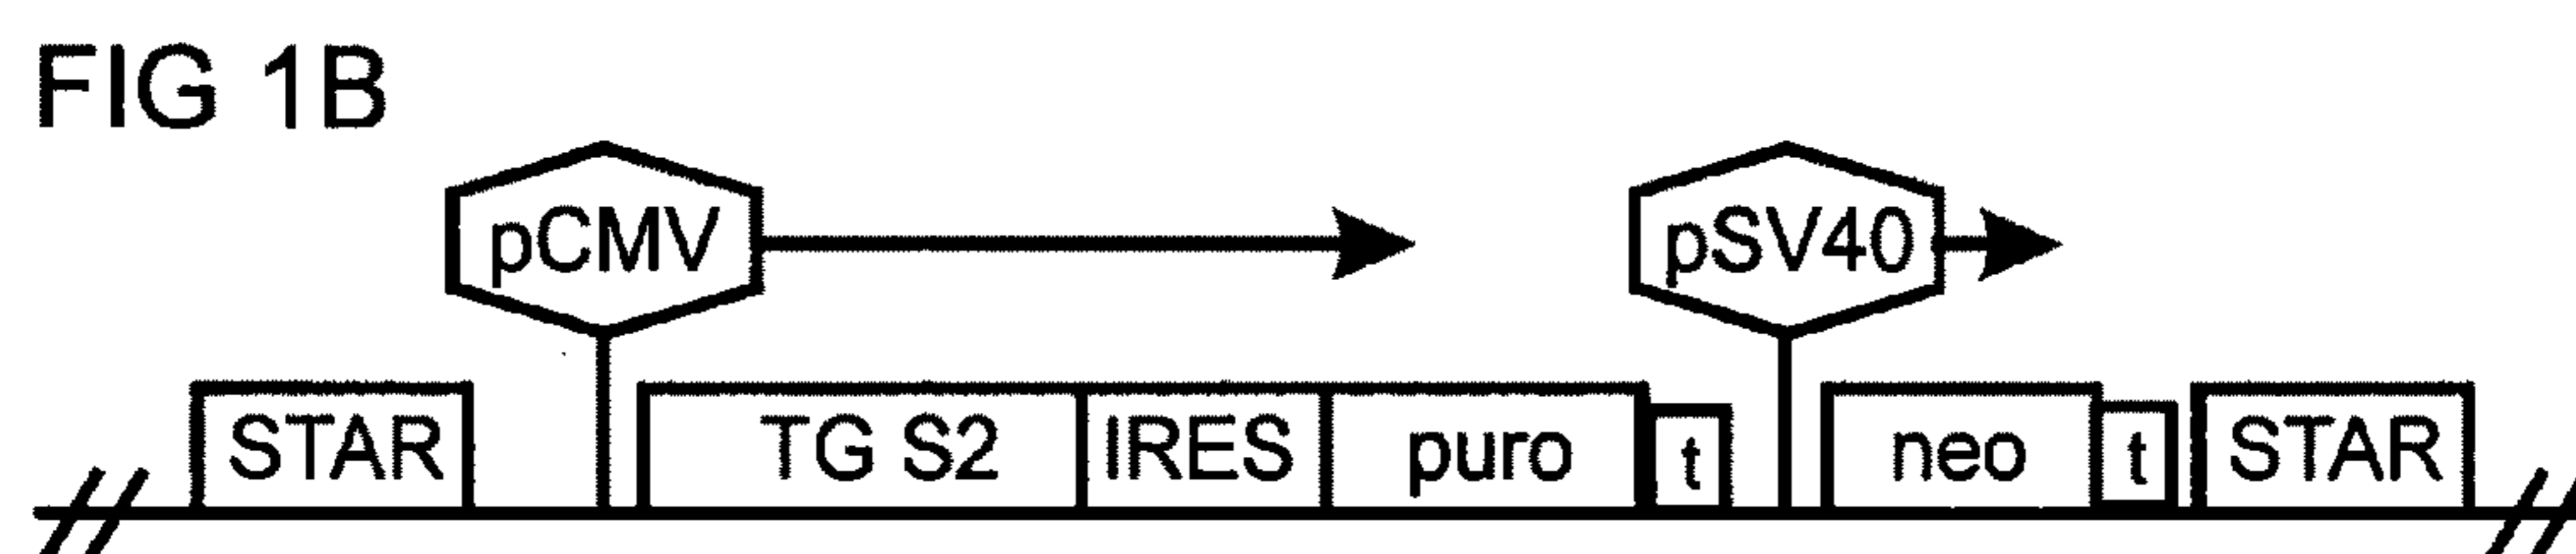 FIG 1B
pCMV pSV40
STAR TG S2 IRES puro t neo t STAR